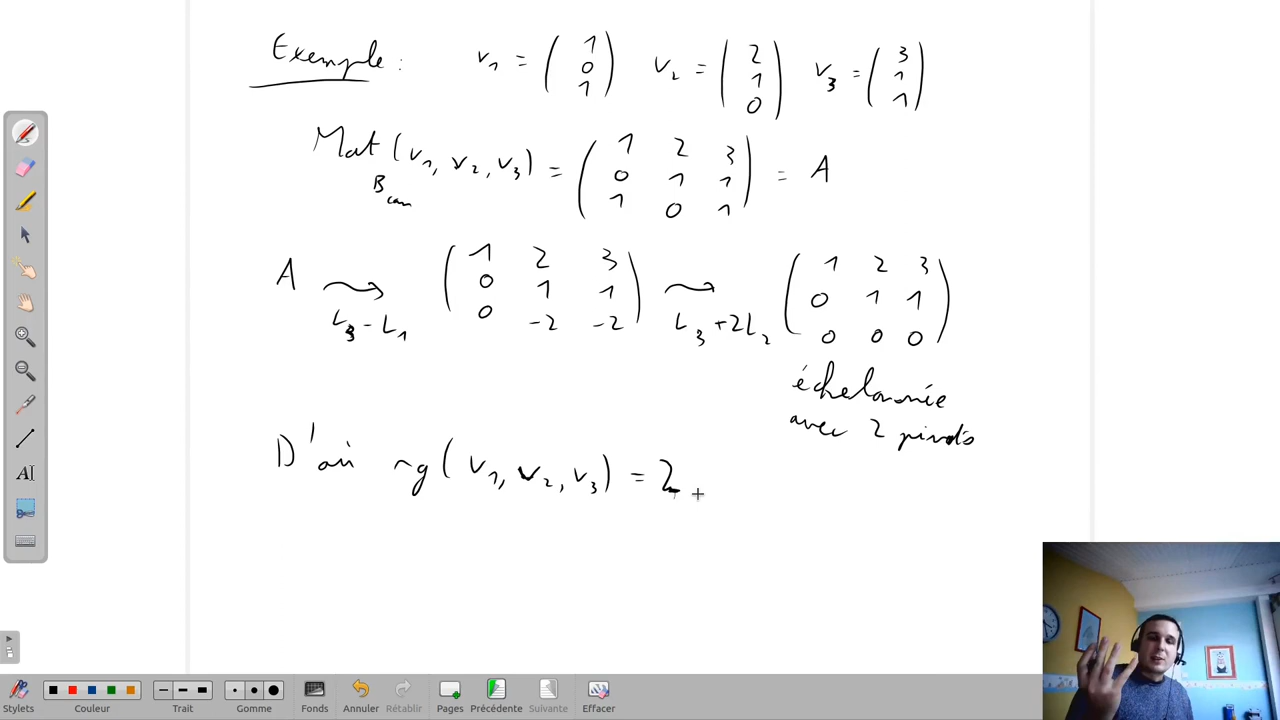 Exemple : v₁ = (1 0 1) v₂ = (2 1 0) v₃ = (3 1 1)
Mat (v₁, v₂, v₃) = (1 2 3 = A
B can 0 1 1
1 0 1)
A ⇝ (1 2 3 ⇝ (1 2 3
0 1 1 0 1 1
L₃ - L₁ 0 -2 -2) L₃ + 2L₂ 0 0 0)
échelonnée
avec 2 pivots
D'où rg(v₁, v₂, v₃) = 2
Stylets Couleur Trait Gomme Fonds Annuler Rétablir Pages Précédente Suivante Effacer